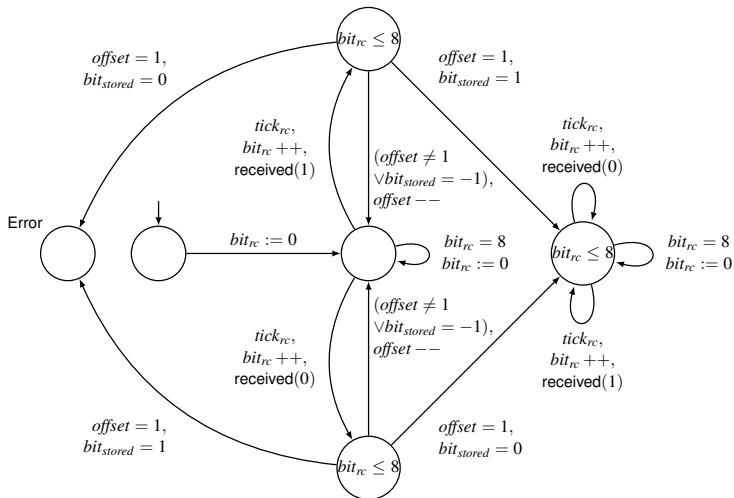 bit_rc ≤ 8
offset = 1,
bit_stored = 0
offset = 1,
bit_stored = 1
tick_rc,
bit_rc ++,
received(1)
(offset ≠ 1
∨bit_stored = −1),
offset −−
tick_rc,
bit_rc ++,
received(0)
Error
bit_rc := 0
bit_rc = 8
bit_rc := 0
bit_rc ≤ 8
bit_rc = 8
bit_rc := 0
tick_rc,
bit_rc ++,
received(0)
(offset ≠ 1
∨bit_stored = −1),
offset −−
tick_rc,
bit_rc ++,
received(1)
offset = 1,
bit_stored = 1
offset = 1,
bit_stored = 0
bit_rc ≤ 8